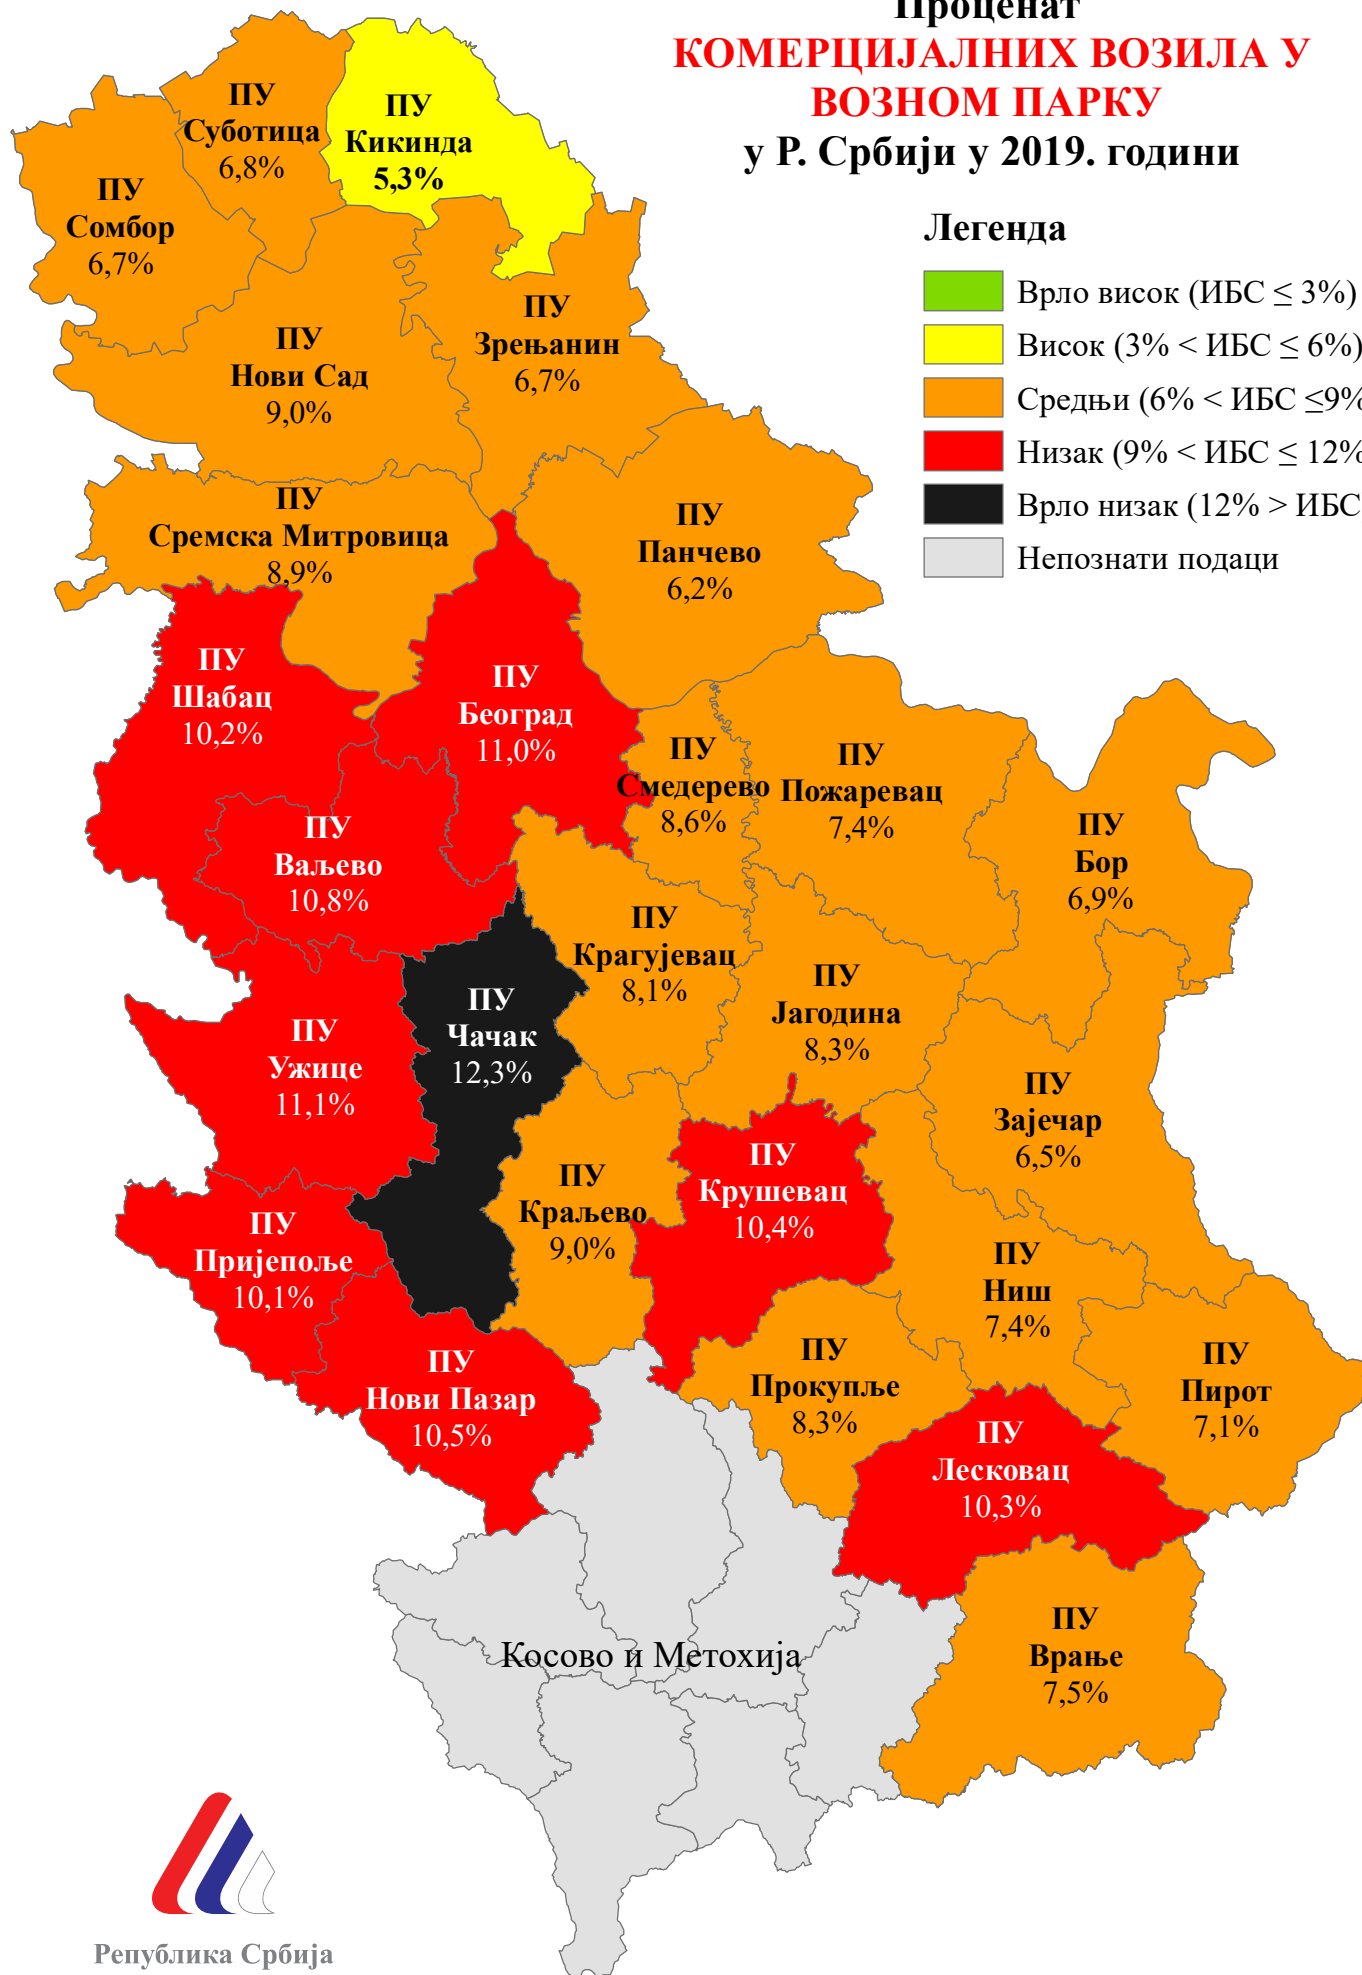 Проценат
КОМЕРЦИЈАЛНИХ ВОЗИЛА У
ВОЗНОМ ПАРКУ
у Р. Србији у 2019. години
Легенда
Врло висок (ИБС ≤ 3%)
Висок (3% < ИБС ≤ 6%)
Средњи (6% < ИБС ≤9%
Низак (9% < ИБС ≤ 12%
Врло низак (12% > ИБС
Непознати подаци
ПУ
Суботица
6,8%
ПУ
Кикинда
5,3%
ПУ
Сомбор
6,7%
ПУ
Зрењанин
6,7%
ПУ
Нови Сад
9,0%
ПУ
Сремска Митровица
8,9%
ПУ
Панчево
6,2%
ПУ
Шабац
10,2%
ПУ
Београд
11,0%
ПУ
Смедерево
8,6%
ПУ
Пожаревац
7,4%
ПУ
Бор
6,9%
ПУ
Ваљево
10,8%
ПУ
Крагујевац
8,1%
ПУ
Јагодина
8,3%
ПУ
Чачак
12,3%
ПУ
Ужице
11,1%
ПУ
Зајечар
6,5%
ПУ
Крушевац
10,4%
ПУ
Краљево
9,0%
ПУ
Пријепоље
10,1%
ПУ
Ниш
7,4%
ПУ
Нови Пазар
10,5%
ПУ
Прокупље
8,3%
ПУ
Пирот
7,1%
ПУ
Лесковац
10,3%
ПУ
Врање
7,5%
Косово и Метохија
Република Србија